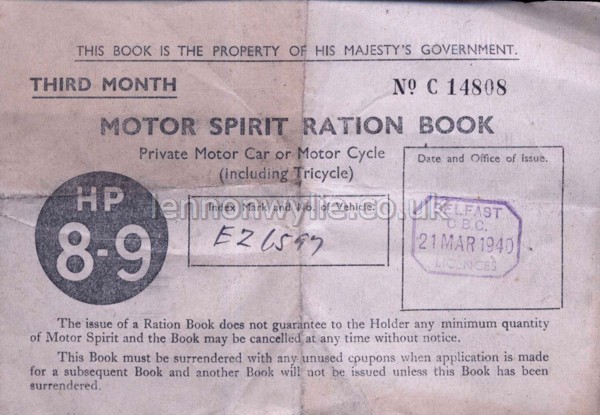 THIS BOOK IS THE PROPERTY OF HIS MAJESTY'S GOVERNMENT.
THIRD MONTH
Nº C 14808
MOTOR SPIRIT RATION BOOK
Private Motor Car or Motor Cycle
(including Tricycle)
Date and Office of Issue.
HP
8-9
Index Mark and No. of Vehicle.
EZ 6597
lennonwylie.co.uk
BELFAST
C.B.C.
21 MAR 1940
LICENCES
The issue of a Ration Book does not guarantee to the Holder any minimum quantity
of Motor Spirit and the Book may be cancelled at any time without notice.
This Book must be surrendered with any unused coupons when application is made
for a subsequent Book and another Book will not be issued unless this Book has been
surrendered.